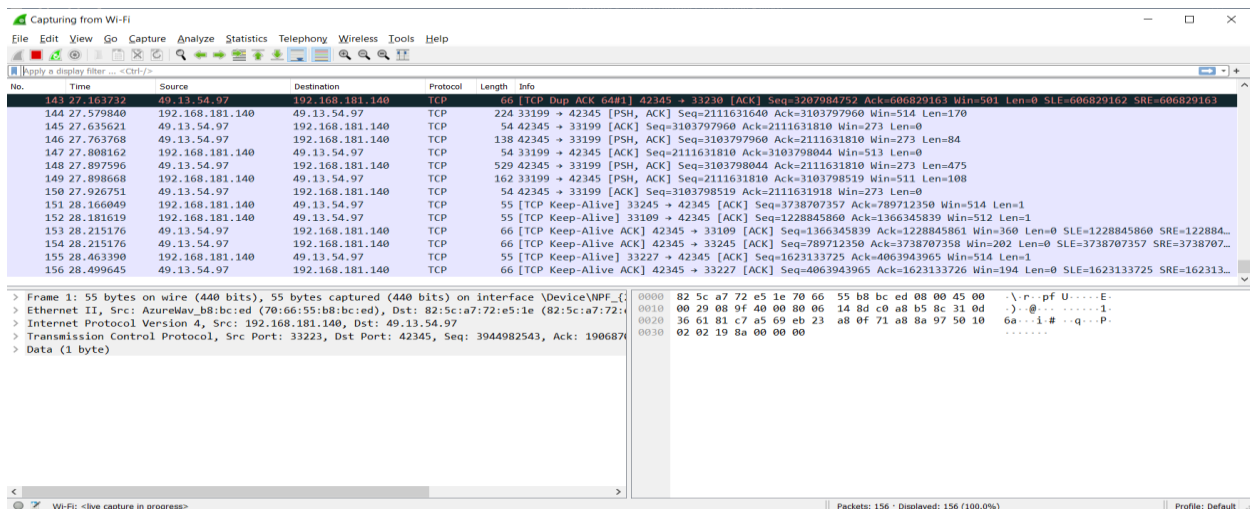 Capturing from Wi-Fi
File Edit View Go Capture Analyze Statistics Telephony Wireless Tools Help
Apply a display filter ... <Ctrl-/>
No. Time Source Destination Protocol Length Info
143 27.163732 49.13.54.97 192.168.181.140 TCP 66 [TCP Dup ACK 64#1] 42345 → 33230 [ACK] Seq=3207984752 Ack=606829163 Win=501 Len=0 SLE=606829162 SRE=606829163
144 27.579840 192.168.181.140 49.13.54.97 TCP 224 33199 → 42345 [PSH, ACK] Seq=2111631640 Ack=3103797960 Win=514 Len=170
145 27.635621 49.13.54.97 192.168.181.140 TCP 54 42345 → 33199 [ACK] Seq=3103797960 Ack=2111631810 Win=273 Len=0
146 27.763768 49.13.54.97 192.168.181.140 TCP 138 42345 → 33199 [PSH, ACK] Seq=3103797960 Ack=2111631810 Win=273 Len=84
147 27.808162 192.168.181.140 49.13.54.97 TCP 54 33199 → 42345 [ACK] Seq=2111631810 Ack=3103798044 Win=513 Len=0
148 27.897596 49.13.54.97 192.168.181.140 TCP 529 42345 → 33199 [PSH, ACK] Seq=3103798044 Ack=2111631810 Win=273 Len=475
149 27.898668 192.168.181.140 49.13.54.97 TCP 162 33199 → 42345 [PSH, ACK] Seq=2111631810 Ack=3103798519 Win=511 Len=108
150 27.926751 49.13.54.97 192.168.181.140 TCP 54 42345 → 33199 [ACK] Seq=3103798519 Ack=2111631918 Win=273 Len=0
151 28.166049 192.168.181.140 49.13.54.97 TCP 55 [TCP Keep-Alive] 33245 → 42345 [ACK] Seq=3738707357 Ack=789712350 Win=514 Len=1
152 28.181619 192.168.181.140 49.13.54.97 TCP 55 [TCP Keep-Alive] 33109 → 42345 [ACK] Seq=1228845860 Ack=1366345839 Win=512 Len=1
153 28.215176 49.13.54.97 192.168.181.140 TCP 66 [TCP Keep-Alive ACK] 42345 → 33109 [ACK] Seq=1366345839 Ack=1228845861 Win=360 Len=0 SLE=1228845860 SRE=122884...
154 28.215176 49.13.54.97 192.168.181.140 TCP 66 [TCP Keep-Alive ACK] 42345 → 33245 [ACK] Seq=789712350 Ack=3738707358 Win=202 Len=0 SLE=3738707357 SRE=3738707...
155 28.463390 192.168.181.140 49.13.54.97 TCP 55 [TCP Keep-Alive] 33227 → 42345 [ACK] Seq=1623133725 Ack=4063943965 Win=514 Len=1
156 28.499645 49.13.54.97 192.168.181.140 TCP 66 [TCP Keep-Alive ACK] 42345 → 33227 [ACK] Seq=4063943965 Ack=1623133726 Win=194 Len=0 SLE=1623133725 SRE=162313...
> Frame 1: 55 bytes on wire (440 bits), 55 bytes captured (440 bits) on interface \Device\NPF_{
> Ethernet II, Src: AzureWav_b8:bc:ed (70:66:55:b8:bc:ed), Dst: 82:5c:a7:72:e5:1e (82:5c:a7:72:
> Internet Protocol Version 4, Src: 192.168.181.140, Dst: 49.13.54.97
> Transmission Control Protocol, Src Port: 33223, Dst Port: 42345, Seq: 3944982543, Ack: 190687
> Data (1 byte)
0000 82 5c a7 72 e5 1e 70 66 55 b8 bc ed 08 00 45 00 ·\·r··pf U·····E·
0010 00 29 08 9f 40 00 80 06 14 8d c0 a8 b5 8c 31 0d ·)··@··· ······1·
0020 36 61 81 c7 a5 69 eb 23 a8 0f 71 a8 8a 97 50 10 6a···i·# ··q···P·
0030 02 02 19 8a 00 00 00 ·······
Wi-Fi: <live capture in progress> Packets: 156 · Displayed: 156 (100.0%) Profile: Default